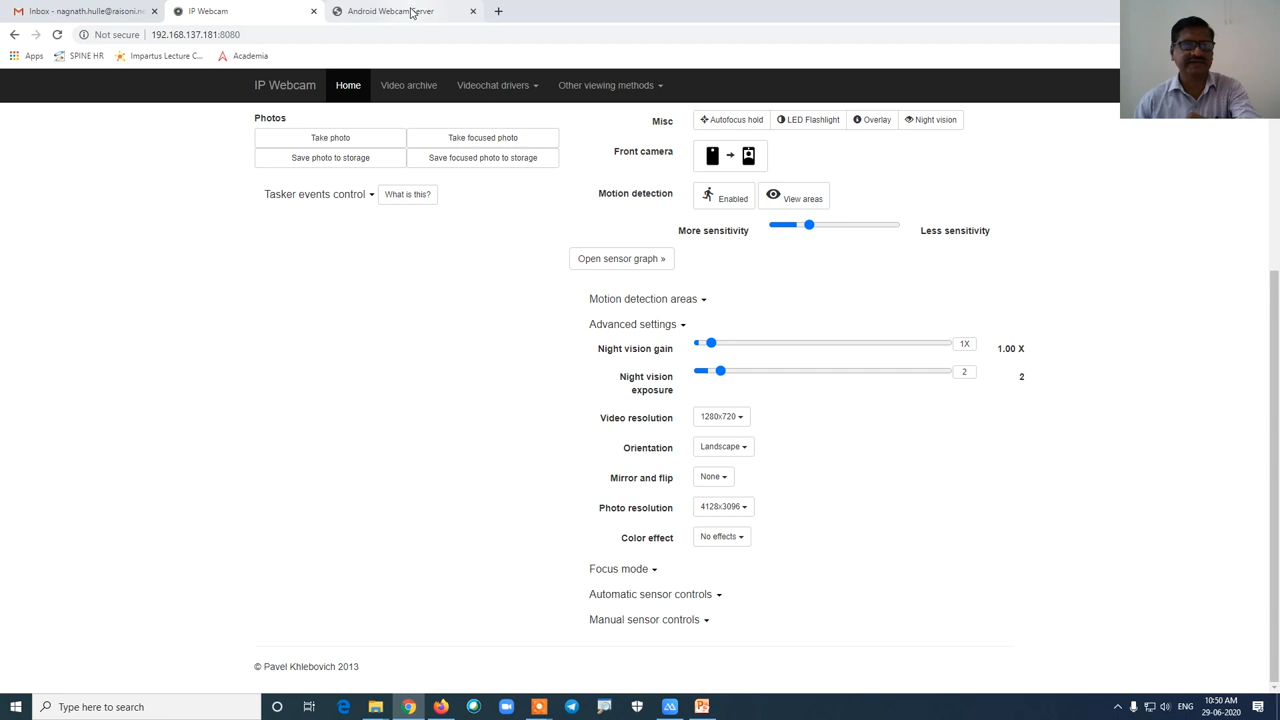 Inbox - nagnath.hulle@raisoni.ne
IP Webcam
Android Webcam Server
Not secure
192.168.137.181:8080
Apps
SPINE HR
Impartus Lecture C...
Academia
IP Webcam
Home
Video archive
Videochat drivers
Other viewing methods
Photos
Take photo
Take focused photo
Save photo to storage
Save focused photo to storage
Tasker events control
What is this?
Misc
Autofocus hold
LED Flashlight
Overlay
Night vision
Front camera
Motion detection
Enabled
View areas
More sensitivity
Less sensitivity
Open sensor graph »
Motion detection areas
Advanced settings
Night vision gain
1X
1.00 X
Night vision
exposure
2
2
Video resolution
1280x720
Orientation
Landscape
Mirror and flip
None
Photo resolution
4128x3096
Color effect
No effects
Focus mode
Automatic sensor controls
Manual sensor controls
© Pavel Khlebovich 2013
Type here to search
ENG
10:50 AM
29-06-2020